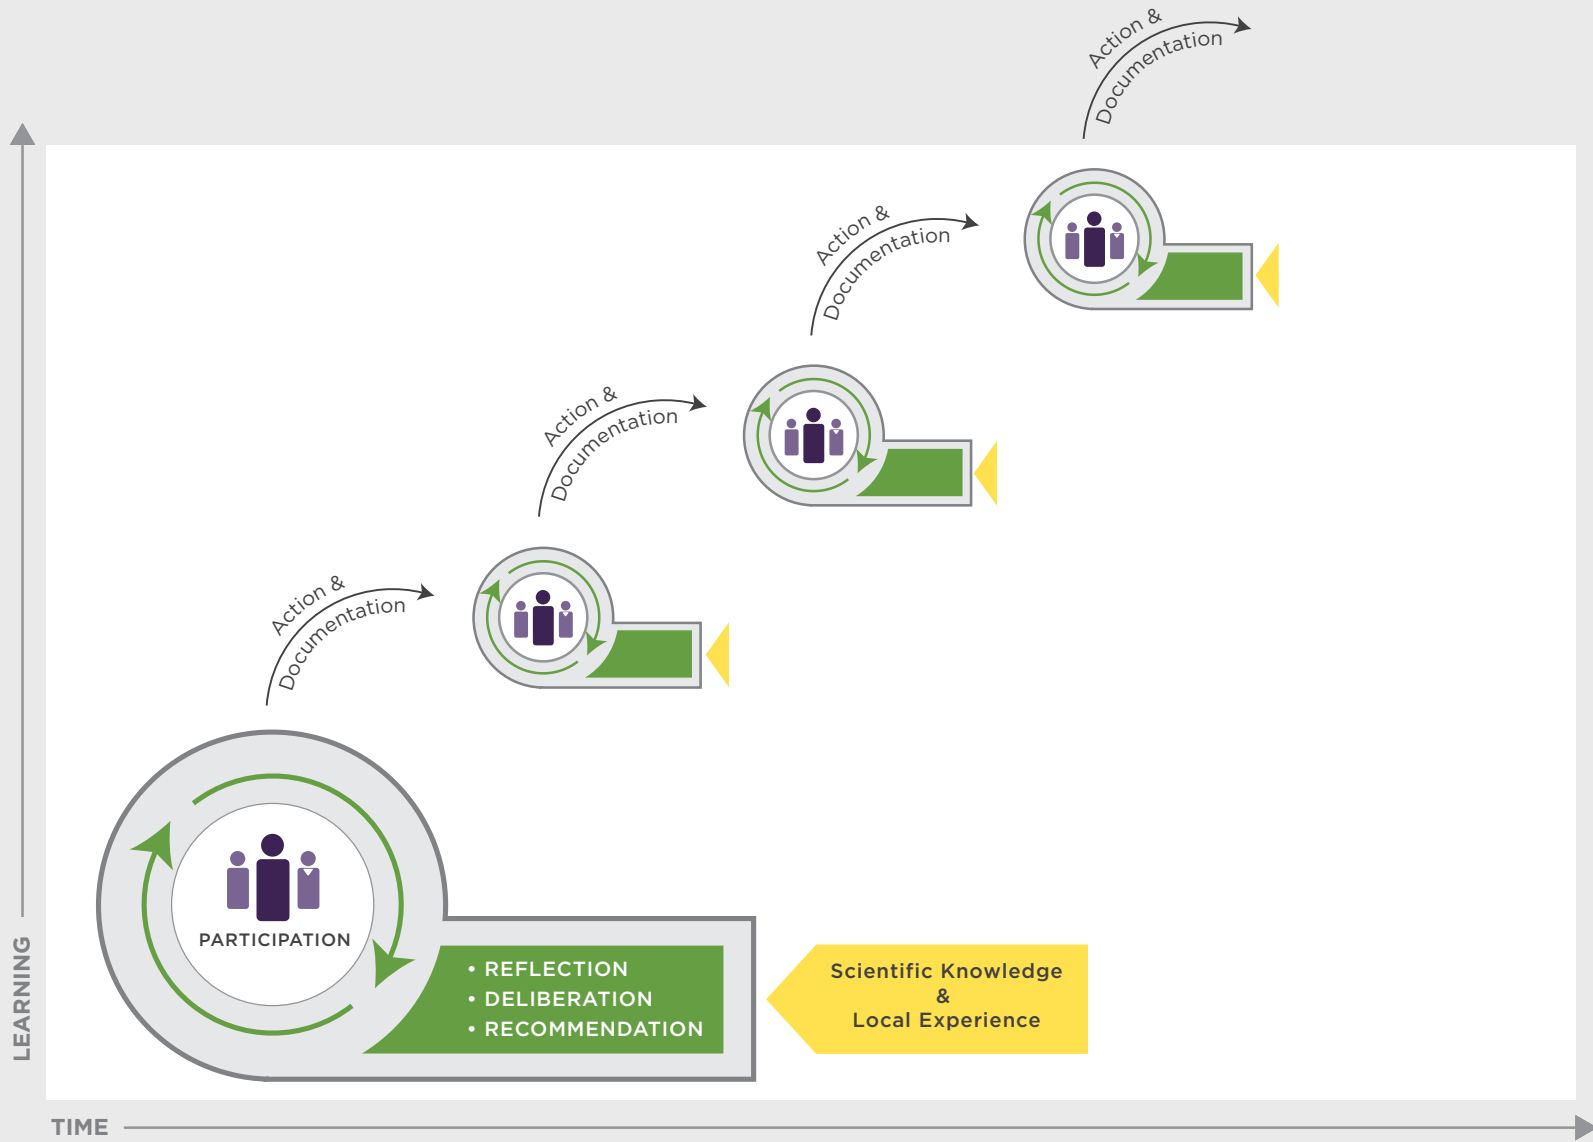 Action &
Documentation
Action &
Documentation
Action &
Documentation
Action &
Documentation
PARTICIPATION
• REFLECTION
• DELIBERATION
• RECOMMENDATION
Scientific Knowledge
&
Local Experience
LEARNING
TIME